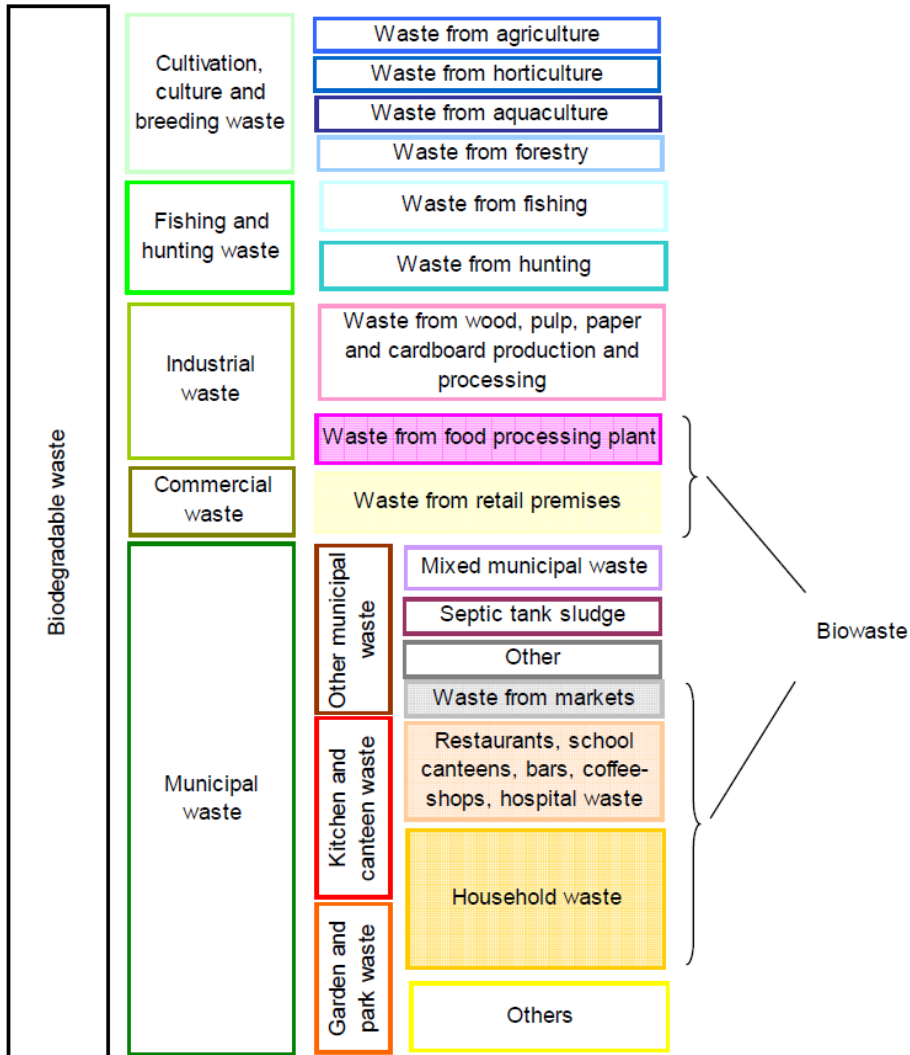 Biodegradable waste
Cultivation,
culture and
breeding waste
Waste from agriculture
Waste from horticulture
Waste from aquaculture
Waste from forestry
Fishing and
hunting waste
Waste from fishing
Waste from hunting
Industrial
waste
Waste from wood, pulp, paper
and cardboard production and
processing
Waste from food processing plant
Commercial
waste
Waste from retail premises
Municipal
waste
Other municipal
waste
Mixed municipal waste
Septic tank sludge
Other
Waste from markets
Kitchen and
canteen waste
Restaurants, school
canteens, bars, coffee-
shops, hospital waste
Household waste
Garden and
park waste
Others
Biowaste